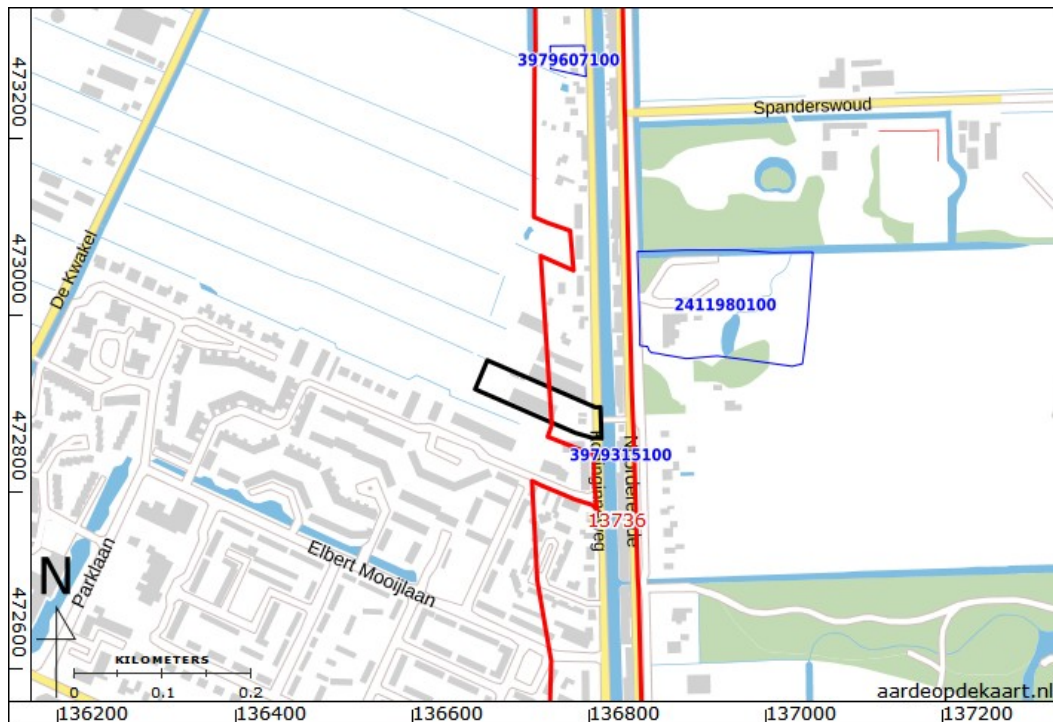 3979607100
473200
Spanderswoud
De Kwakel
473000
2411980100
472800
3979315100
13736
Elbert Mooijlaan
Parklaan
N
472600
KILOMETERS
0 0.1 0.2
aardeopdekaart.nl
136200 136400 136600 136800 137000 137200